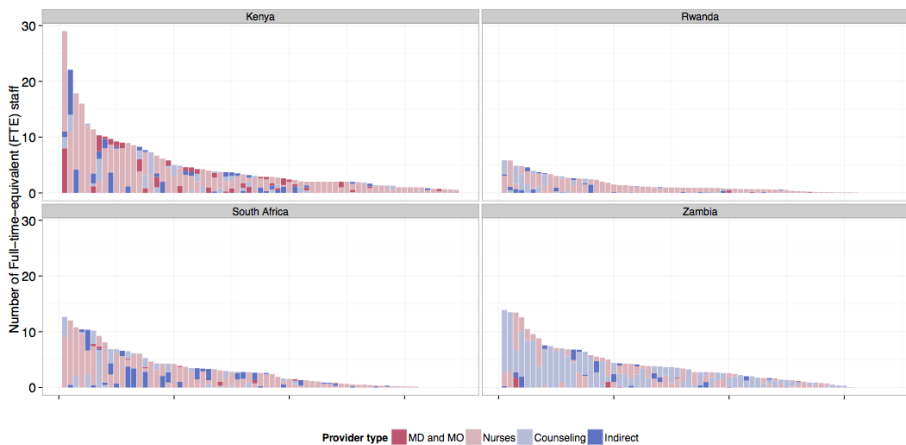 Kenya
Rwanda
30
20
10
0
South Africa
Zambia
30
20
10
0
Number of Full−time−equivalent (FTE) staff
Provider type MD and MO Nurses Counseling Indirect